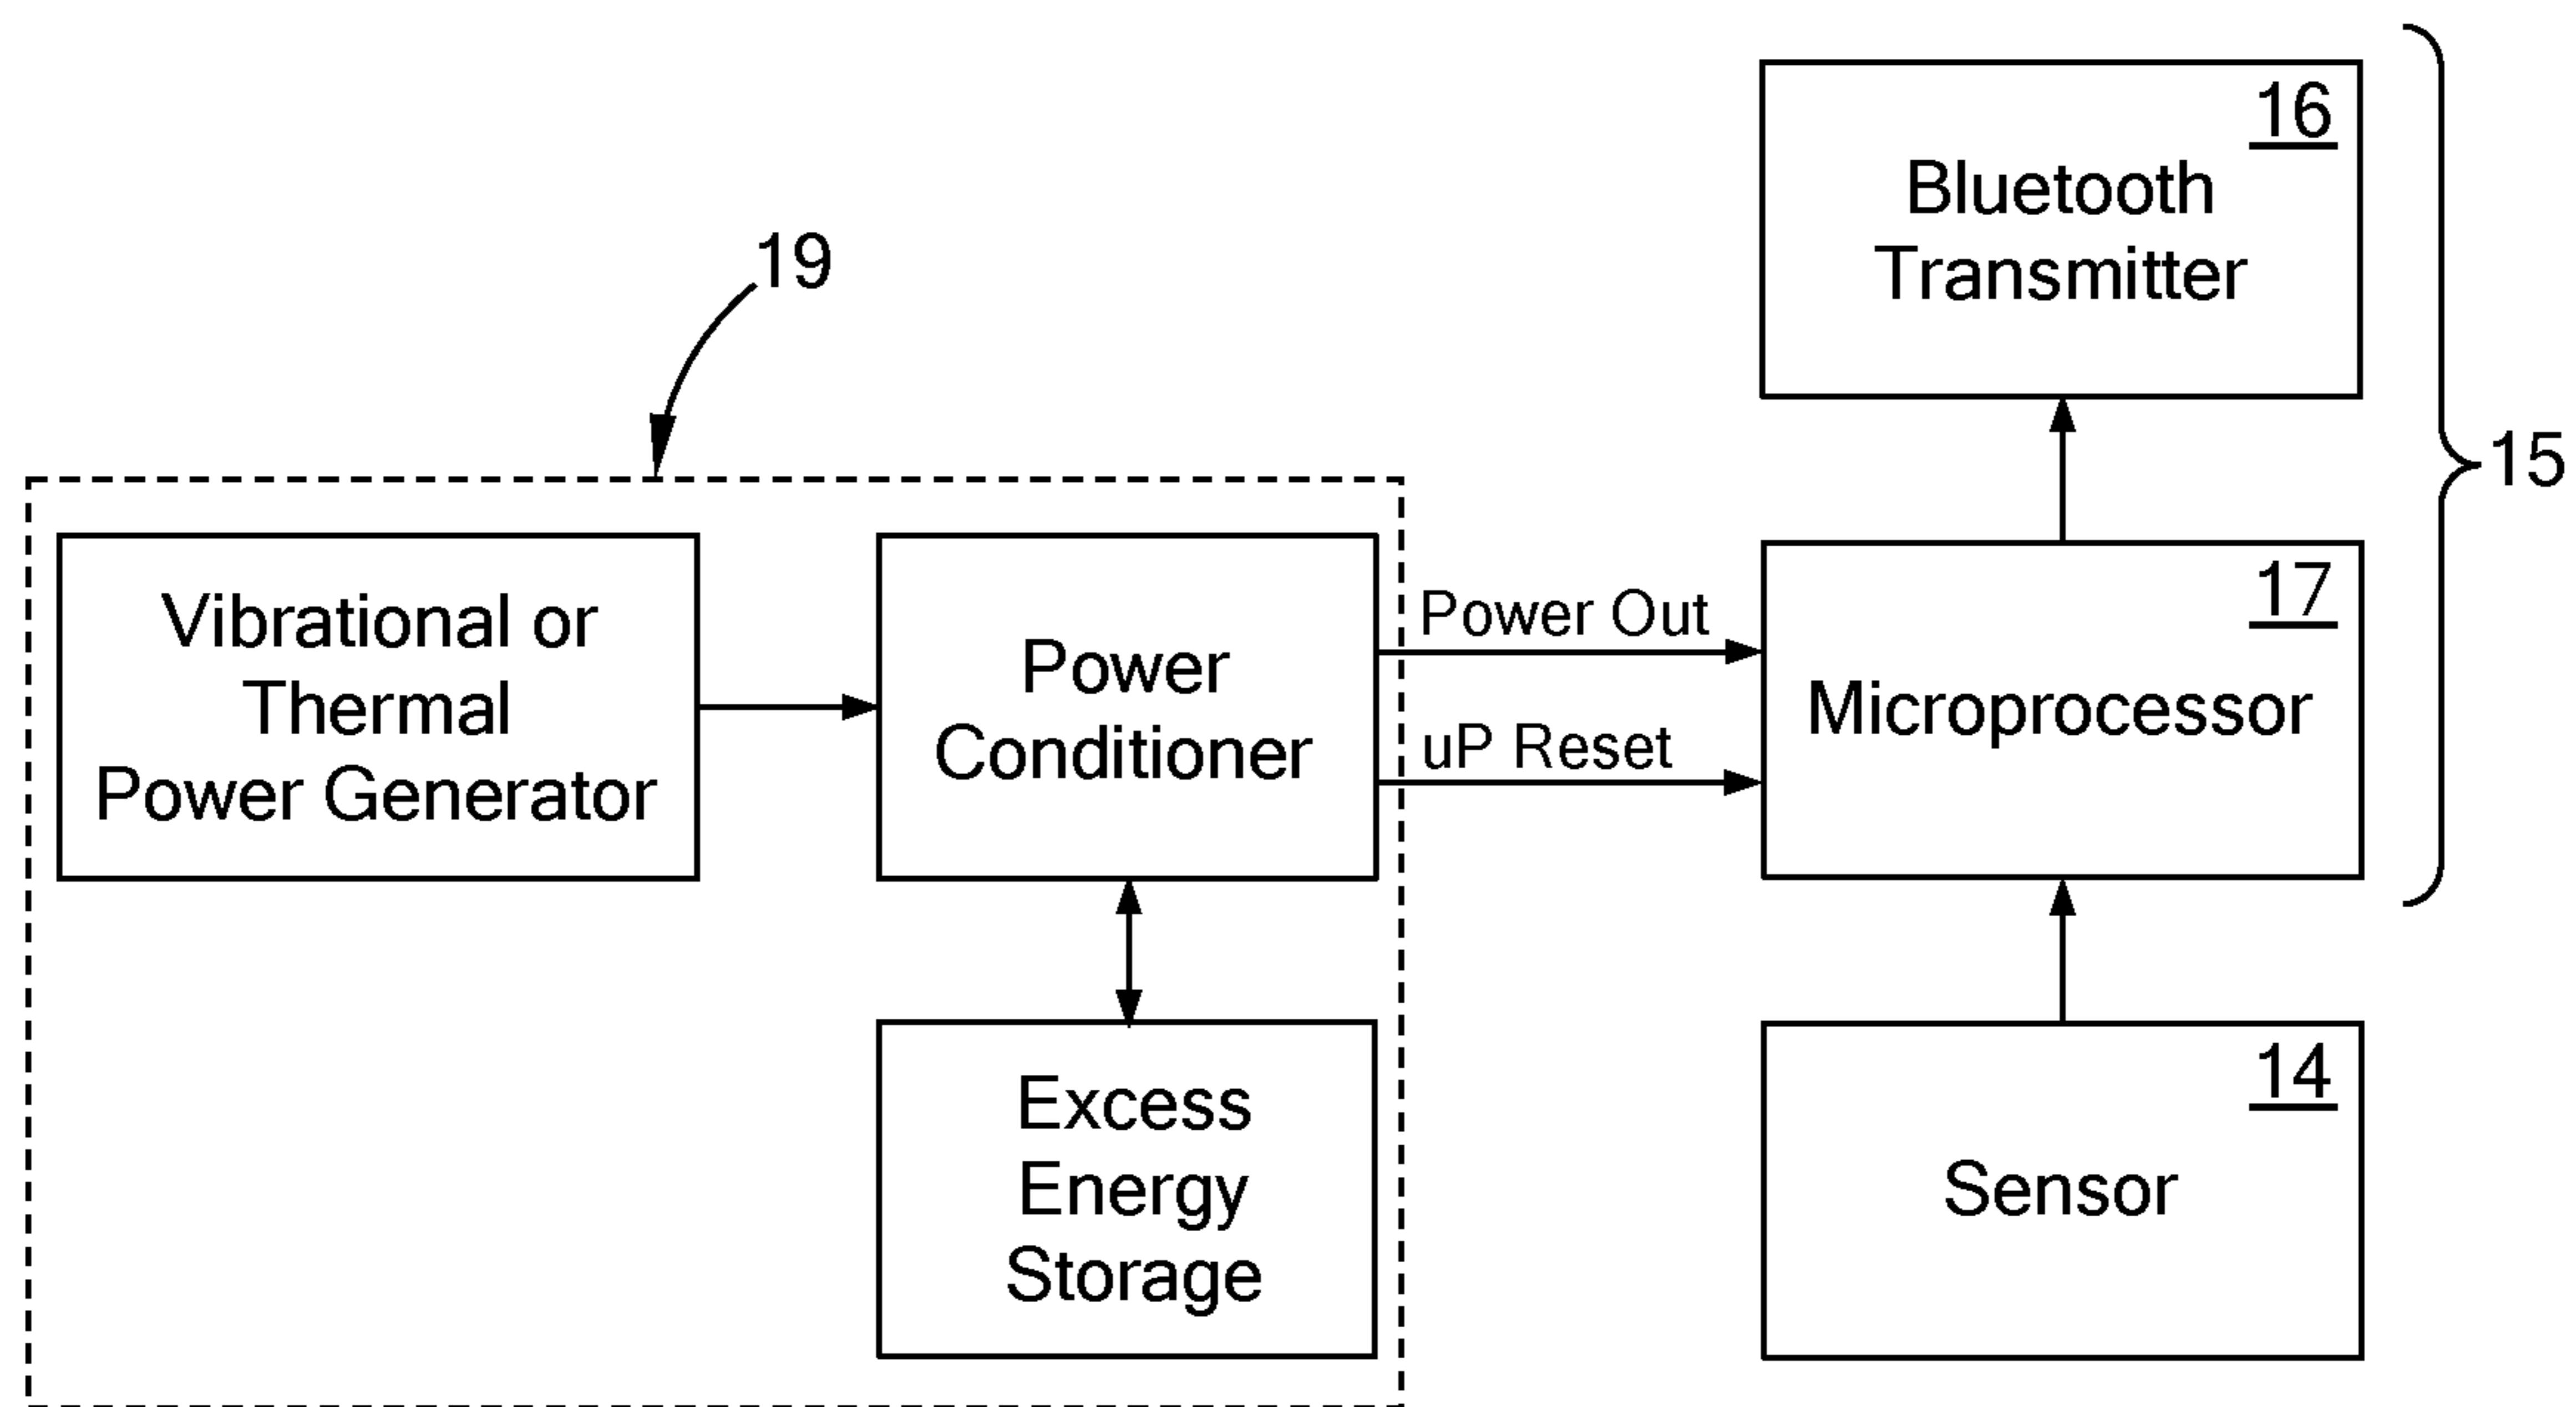 16
Bluetooth
Transmitter
19
15
Vibrational or
Thermal
Power Generator
Power
Conditioner
Power Out
uP Reset
17
Microprocessor
Excess
Energy
Storage
14
Sensor